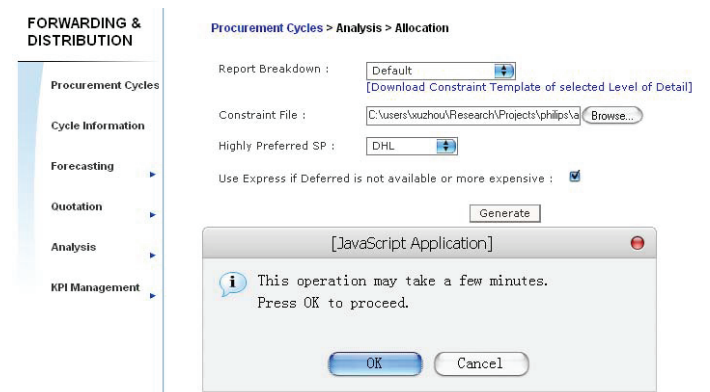 FORWARDING &
DISTRIBUTION
Procurement Cycles
Cycle Information
Forecasting
Quotation
Analysis
KPI Management
Procurement Cycles > Analysis > Allocation
Report Breakdown : Default
[Download Constraint Template of selected Level of Detail]
Constraint File : C:\users\xuzhou\Research\Projects\philips\a Browse...
Highly Preferred SP : DHL
Use Express if Deferred is not available or more expensive :
Generate
[JavaScript Application]
This operation may take a few minutes.
Press OK to proceed.
OK Cancel